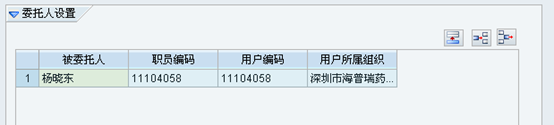 委托人设置
被委托人 职员编码 用户编码 用户所属组织
1 杨晓东 11104058 11104058 深圳市海普瑞药...